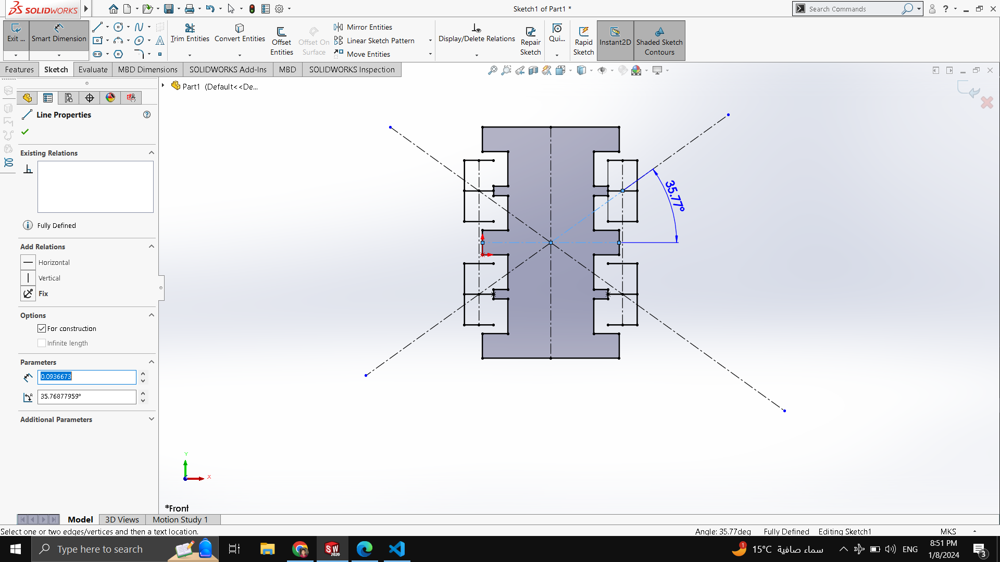 SOLIDWORKS
Sketch1 of Part1 *
Search Commands
Exit ...
Smart Dimension
Trim Entities
Convert Entities
Offset Entities
Offset On Surface
Mirror Entities
Linear Sketch Pattern
Move Entities
Display/Delete Relations
Repair Sketch
Qui...
Rapid Sketch
Instant2D
Shaded Sketch Contours
Features
Sketch
Evaluate
MBD Dimensions
SOLIDWORKS Add-Ins
MBD
SOLIDWORKS Inspection
Part1 (Default<<De...
Line Properties
Existing Relations
Fully Defined
Add Relations
Horizontal
Vertical
Fix
Options
For construction
Infinite length
Parameters
0.0936673
35.76877959°
Additional Parameters
35.77°
Y
X
*Front
Model
3D Views
Motion Study 1
Select one or two edges/vertices and then a text location.
Angle: 35.77deg
Fully Defined
Editing Sketch1
MKS
Type here to search
SW
2020
1
15°C سماء صافية
ENG
8:51 PM
1/8/2024
3